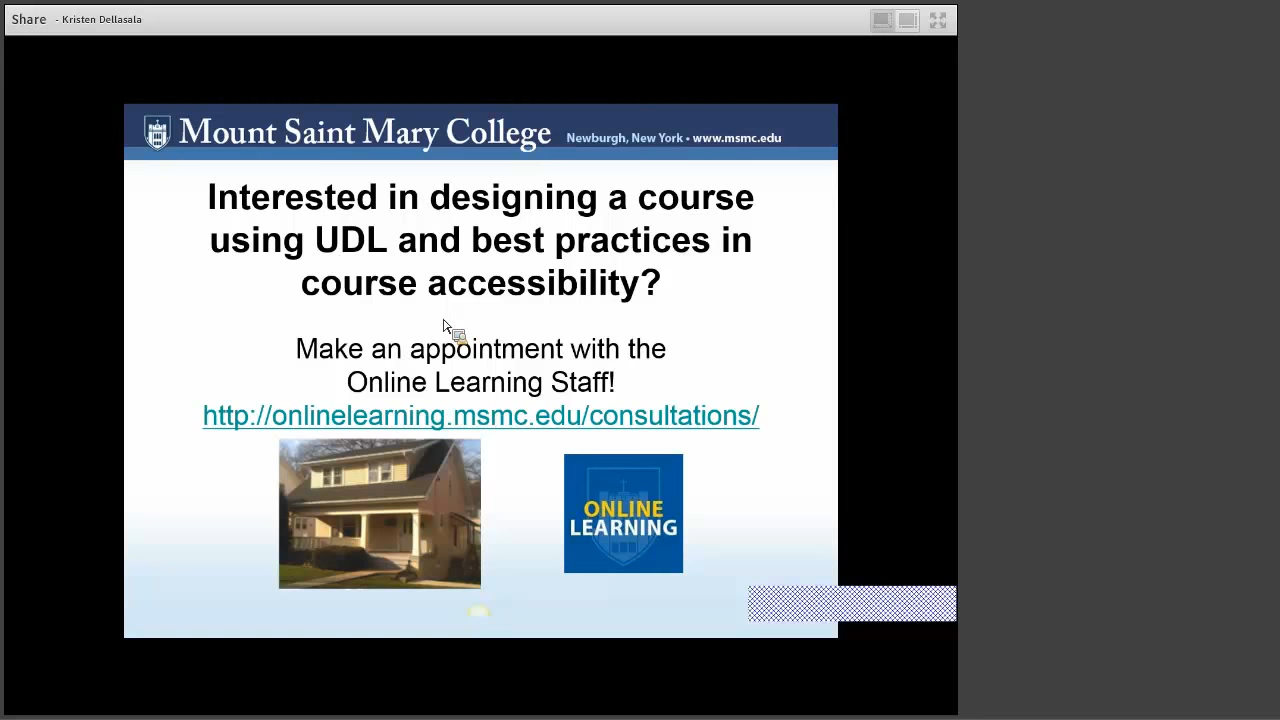 Share - Kristen Dellasala
Mount Saint Mary College Newburgh, New York • www.msmc.edu
Interested in designing a course
using UDL and best practices in
course accessibility?
Make an appointment with the
Online Learning Staff!
http://onlinelearning.msmc.edu/consultations/
ONLINE
LEARNING